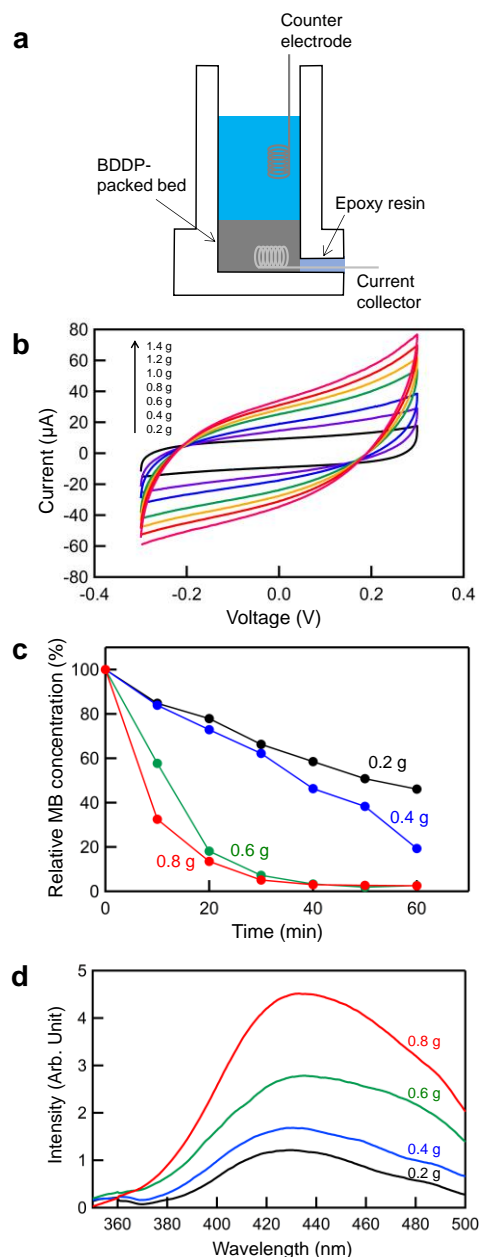 a
Counter
electrode
BDDP-
packed bed
Epoxy resin
Current
collector
b
80
60
40
20
0
-20
-40
-60
-80
Current (µA)
1.4 g
1.2 g
1.0 g
0.8 g
0.6 g
0.4 g
0.2 g
-0.4
-0.2
0.0
0.2
0.4
Voltage (V)
c
100
80
60
40
20
0
Relative MB concentration (%)
0.2 g
0.4 g
0.6 g
0.8 g
0
20
40
60
Time (min)
d
5
4
3
2
1
0
Intensity (Arb. Unit)
0.8 g
0.6 g
0.4 g
0.2 g
360
380
400
420
440
460
480
500
Wavelength (nm)